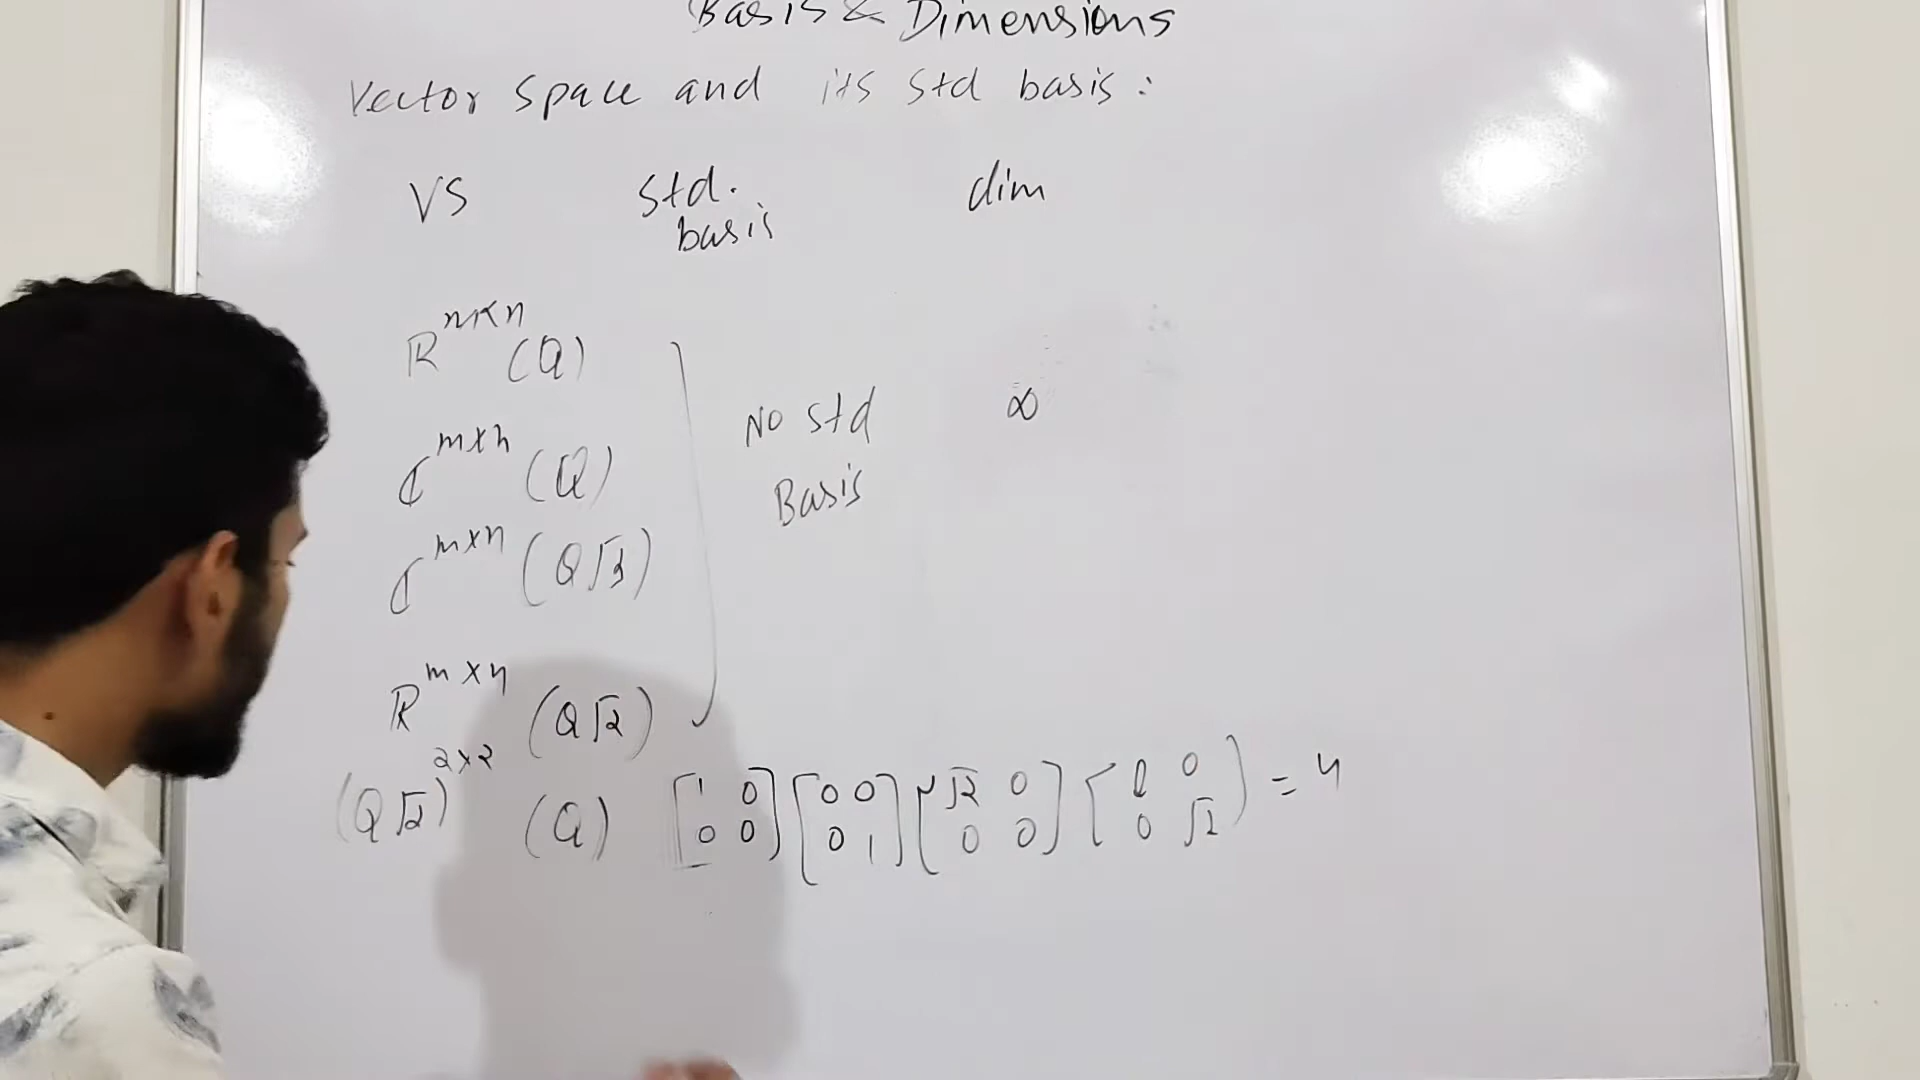 Basis & Dimensions
Vector space and its std basis :
VS std. basis dim
R^{m×n} (Q)
C^{m×n} (Q) No std Basis ∞
C^{m×n} (Q√3)
R^{m×n} (Q√2)
(Q√2)^{2×2} (Q) [1 0; 0 0] [0 0; 0 1] [√2 0; 0 0] [0 0; 0 √2] = 4